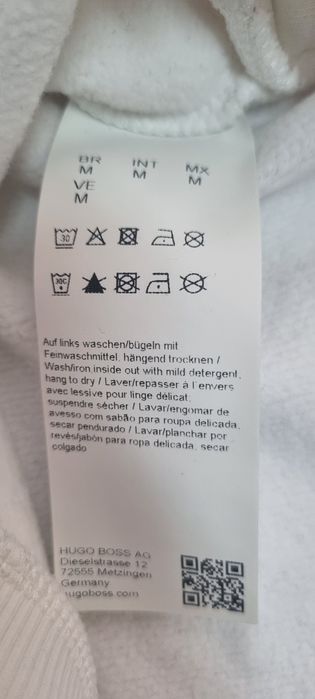 BR INT MX
M M M
VE
M
30
30C
Auf links waschen/bügeln mit
Feinwaschmittel, hängend trocknen /
Wash/iron inside out with mild detergent,
hang to dry / Laver/repasser à l'envers
avec lessive pour linge délicat,
suspendre sécher / Lavar/engomar de
avesso com sabão para roupa delicada,
secar pendurado / Lavar/planchar por
revés/jabón para ropa delicada, secar
colgado
HUGO BOSS AG
Dieselstrasse 12
72555 Metzingen
Germany
hugoboss.com